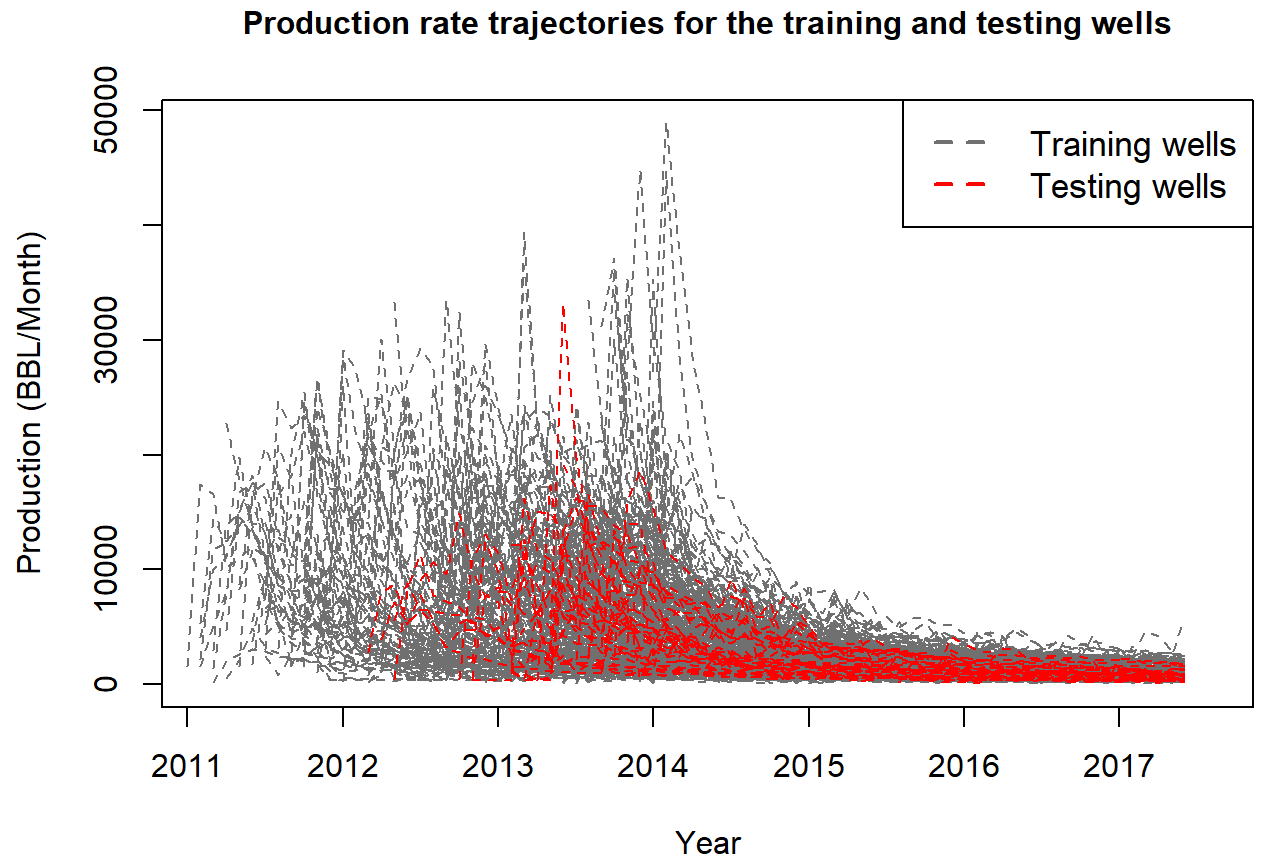 Production rate trajectories for the training and testing wells
Training wells
Testing wells
Production (BBL/Month)
50000
30000
10000
0
2011 2012 2013 2014 2015 2016 2017
Year